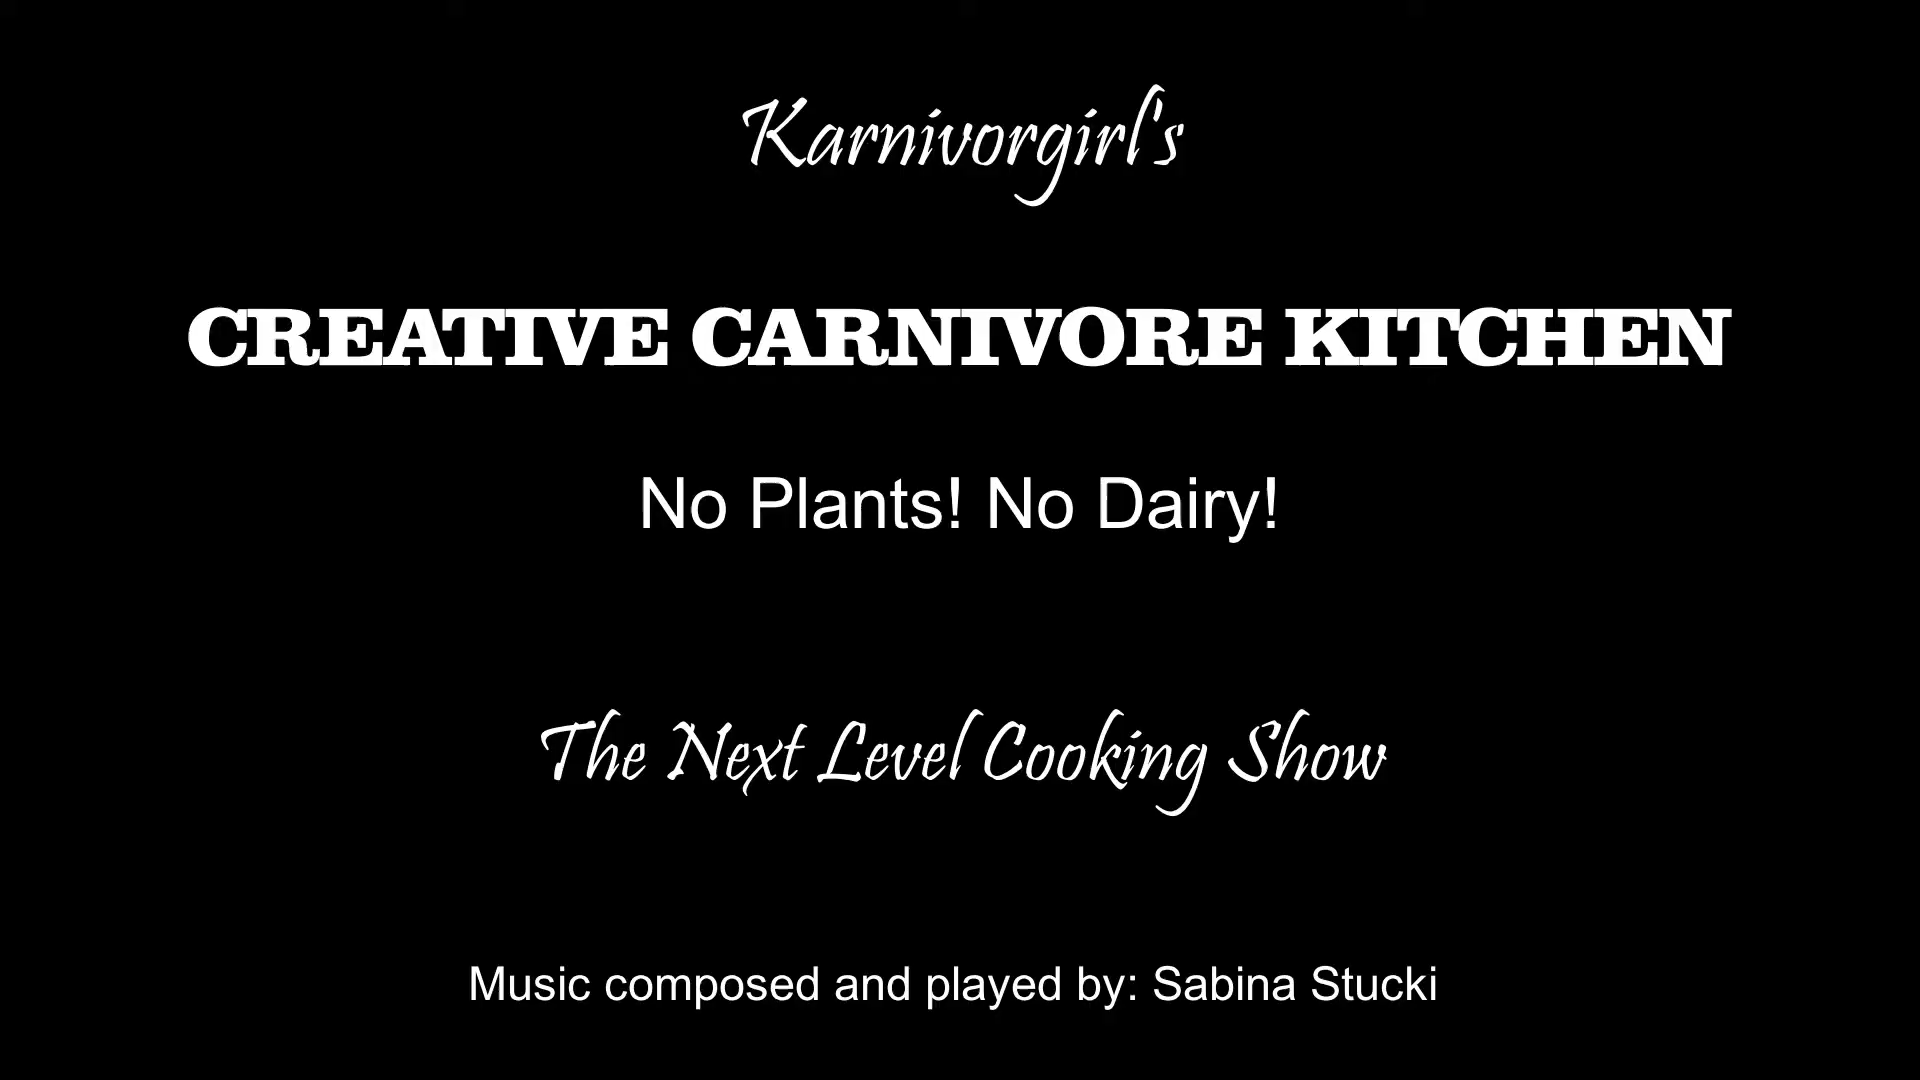 Karnivorgirl's
CREATIVE CARNIVORE KITCHEN
No Plants! No Dairy!
The Next Level Cooking Show
Music composed and played by: Sabina Stucki